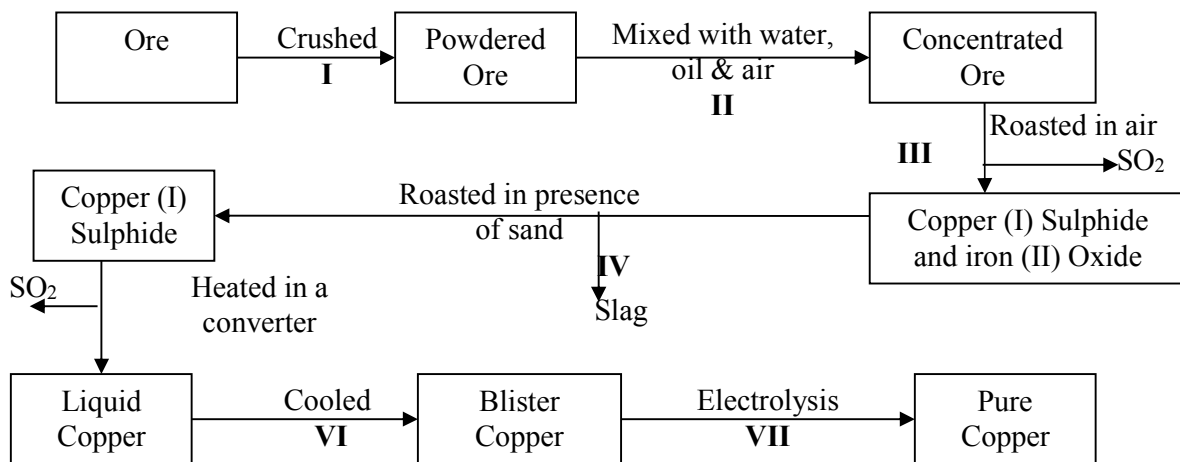 Ore
Crushed
I
Powdered
Ore
Mixed with water,
oil & air
II
Concentrated
Ore
Roasted in air
III
SO₂
Copper (I) Sulphide
and iron (II) Oxide
Roasted in presence
of sand
IV
Slag
Copper (I)
Sulphide
SO₂
Heated in a
converter
Liquid
Copper
Cooled
VI
Blister
Copper
Electrolysis
VII
Pure
Copper